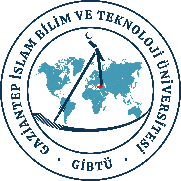 GAZİANTEP İSLAM BİLİM VE TEKNOLOJİ ÜNİVERSİTESİ
· GİBTÜ ·